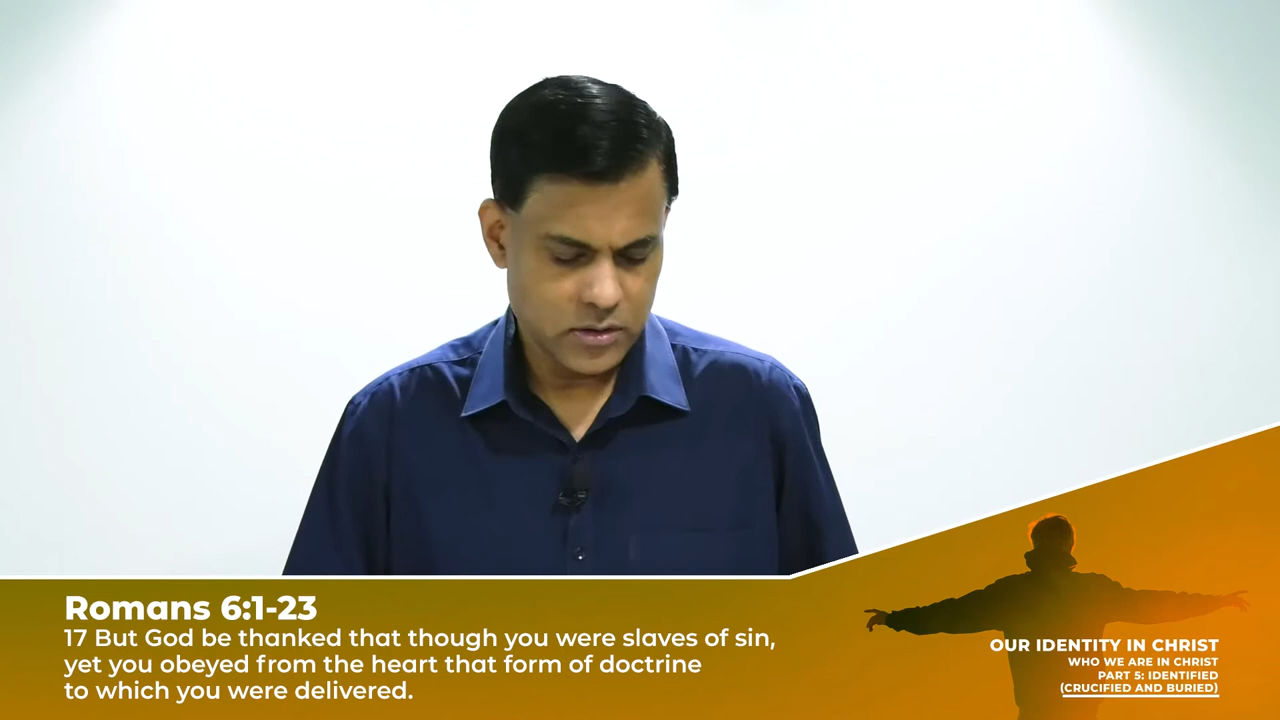 Romans 6:1-23
17 But God be thanked that though you were slaves of sin,
yet you obeyed from the heart that form of doctrine
to which you were delivered.
OUR IDENTITY IN CHRIST
WHO WE ARE IN CHRIST
PART 5: IDENTIFIED
(CRUCIFIED AND BURIED)